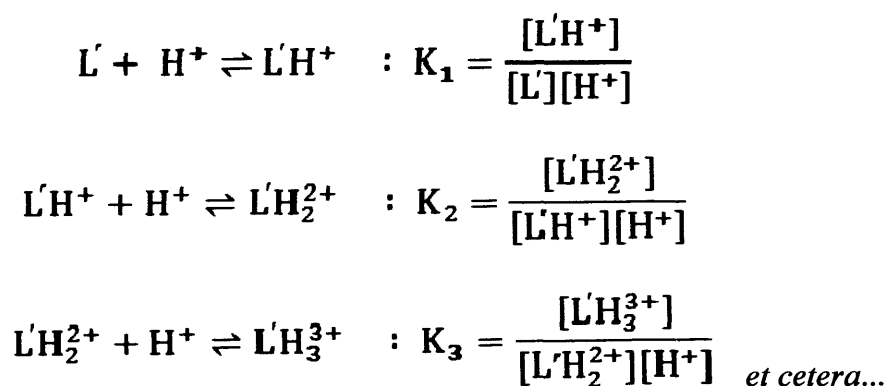 L′ + H⁺ ⇌ L′H⁺ : K₁ = [L′H⁺] / [L′][H⁺]
L′H⁺ + H⁺ ⇌ L′H₂²⁺ : K₂ = [L′H₂²⁺] / [L′H⁺][H⁺]
L′H₂²⁺ + H⁺ ⇌ L′H₃³⁺ : K₃ = [L′H₃³⁺] / [L′H₂²⁺][H⁺] et cetera...